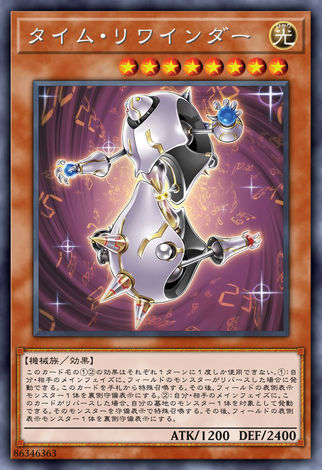 タイム・リワインダー
光
【機械族／効果】
このカード名の①②の効果はそれぞれ１ターンに１度しか使用できない。①：自
分・相手のメインフェイズに、フィールドのモンスターがリバースした場合に発
動できる。このカードを手札から特殊召喚する。その後、フィールドの表側表示
モンスター１体を裏側守備表示にする。②：自分・相手のメインフェイズに、こ
のカードがリバースした場合、自分の墓地のモンスター１体を対象として発動
できる。そのモンスターを守備表示で特殊召喚する。その後、フィールドの表側
表示モンスター１体を裏側守備表示にする。
ATK/1200 DEF/2400
86346363